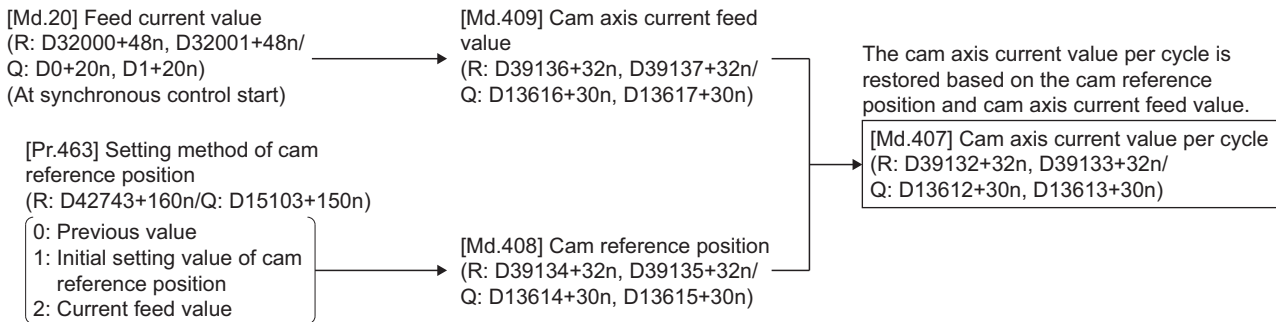 [Md.20] Feed current value
(R: D32000+48n, D32001+48n/
Q: D0+20n, D1+20n)
(At synchronous control start)
[Md.409] Cam axis current feed
value
(R: D39136+32n, D39137+32n/
Q: D13616+30n, D13617+30n)
The cam axis current value per cycle is
restored based on the cam reference
position and cam axis current feed value.
[Md.407] Cam axis current value per cycle
(R: D39132+32n, D39133+32n/
Q: D13612+30n, D13613+30n)
[Pr.463] Setting method of cam
reference position
(R: D42743+160n/Q: D15103+150n)
0: Previous value
1: Initial setting value of cam
reference position
2: Current feed value
[Md.408] Cam reference position
(R: D39134+32n, D39135+32n/
Q: D13614+30n, D13615+30n)